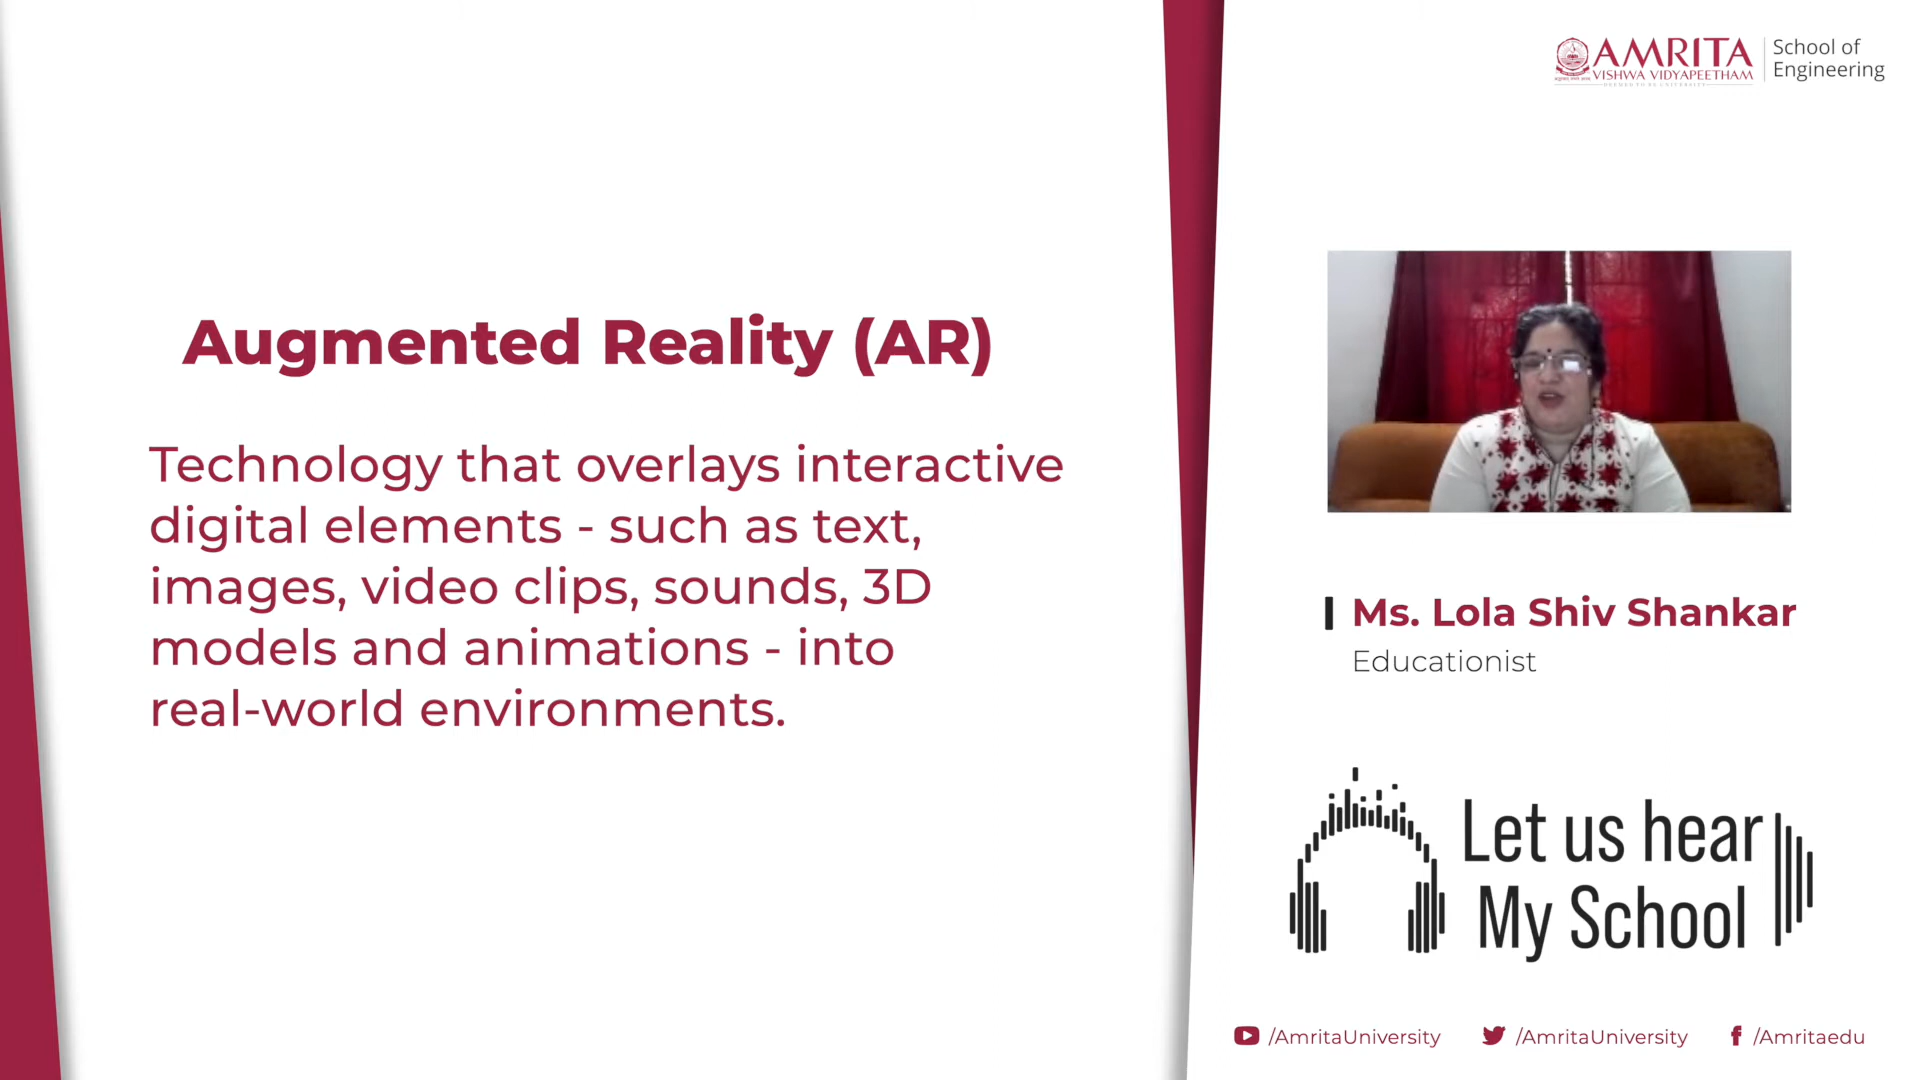 AMRITA
VISHWA VIDYAPEETHAM
School of
Engineering
Augmented Reality (AR)
Technology that overlays interactive
digital elements - such as text,
images, video clips, sounds, 3D
models and animations - into
real-world environments.
Ms. Lola Shiv Shankar
Educationist
Let us hear
My School
/AmritaUniversity
/AmritaUniversity
/Amritaedu